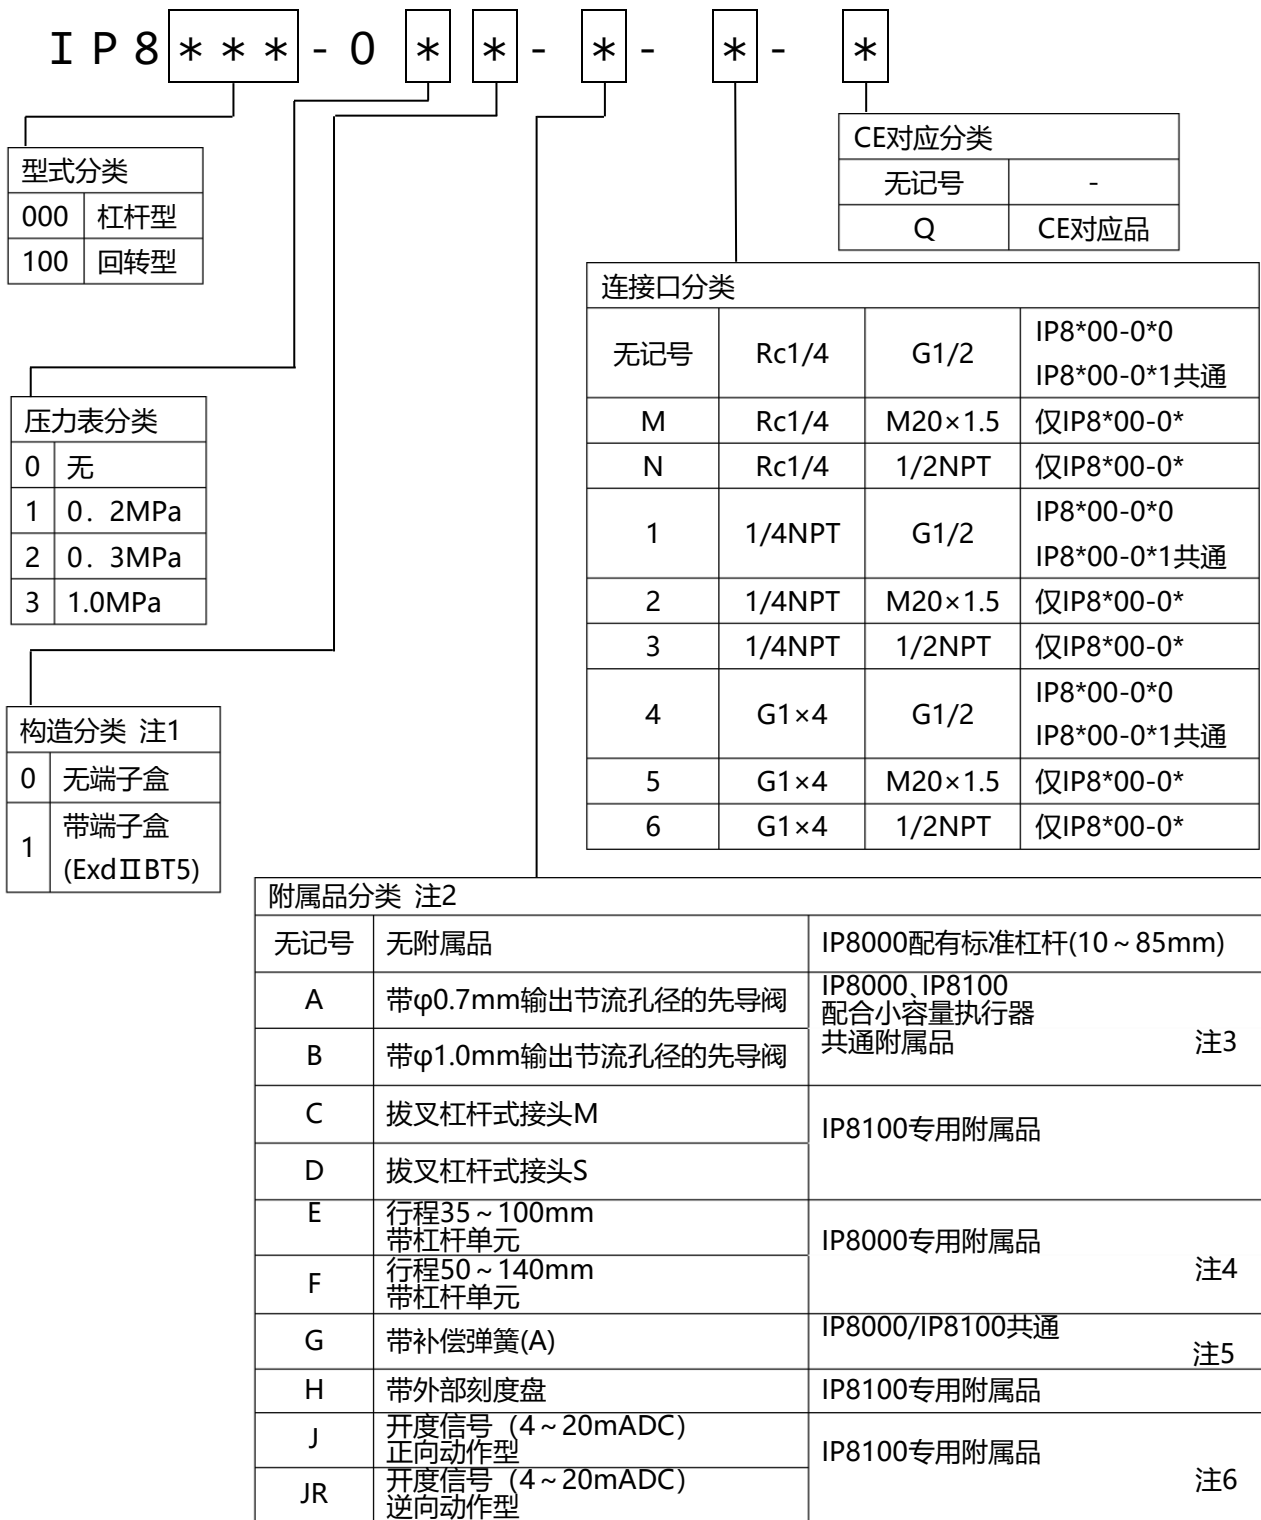 IP8***-0**-*-*-*
CE对应分类
无记号 -
Q CE对应品
型式分类
000 杠杆型
100 回转型
连接口分类
无记号 Rc1/4 G1/2 IP8*00-0*0
IP8*00-0*1共通
M Rc1/4 M20×1.5 仅IP8*00-0*
N Rc1/4 1/2NPT 仅IP8*00-0*
1 1/4NPT G1/2 IP8*00-0*0
IP8*00-0*1共通
2 1/4NPT M20×1.5 仅IP8*00-0*
3 1/4NPT 1/2NPT 仅IP8*00-0*
4 G1×4 G1/2 IP8*00-0*0
IP8*00-0*1共通
5 G1×4 M20×1.5 仅IP8*00-0*
6 G1×4 1/2NPT 仅IP8*00-0*
压力表分类
0 无
1 0．2MPa
2 0．3MPa
3 1.0MPa
构造分类 注1
0 无端子盒
1 带端子盒
(ExdⅡBT5)
附属品分类 注2
无记号 无附属品 IP8000配有标准杠杆(10～85mm)
A 带φ0.7mm输出节流孔径的先导阀
B 带φ1.0mm输出节流孔径的先导阀
IP8000、IP8100
配合小容量执行器
共通附属品 注3
C 拔叉杠杆式接头M
D 拔叉杠杆式接头S
IP8100专用附属品
E 行程35～100mm
带杠杆单元
F 行程50～140mm
带杠杆单元
IP8000专用附属品
注4
G 带补偿弹簧(A) IP8000/IP8100共通
注5
H 带外部刻度盘 IP8100专用附属品
J 开度信号（4～20mADC）
正向动作型
JR 开度信号（4～20mADC）
逆向动作型
IP8100专用附属品
注6